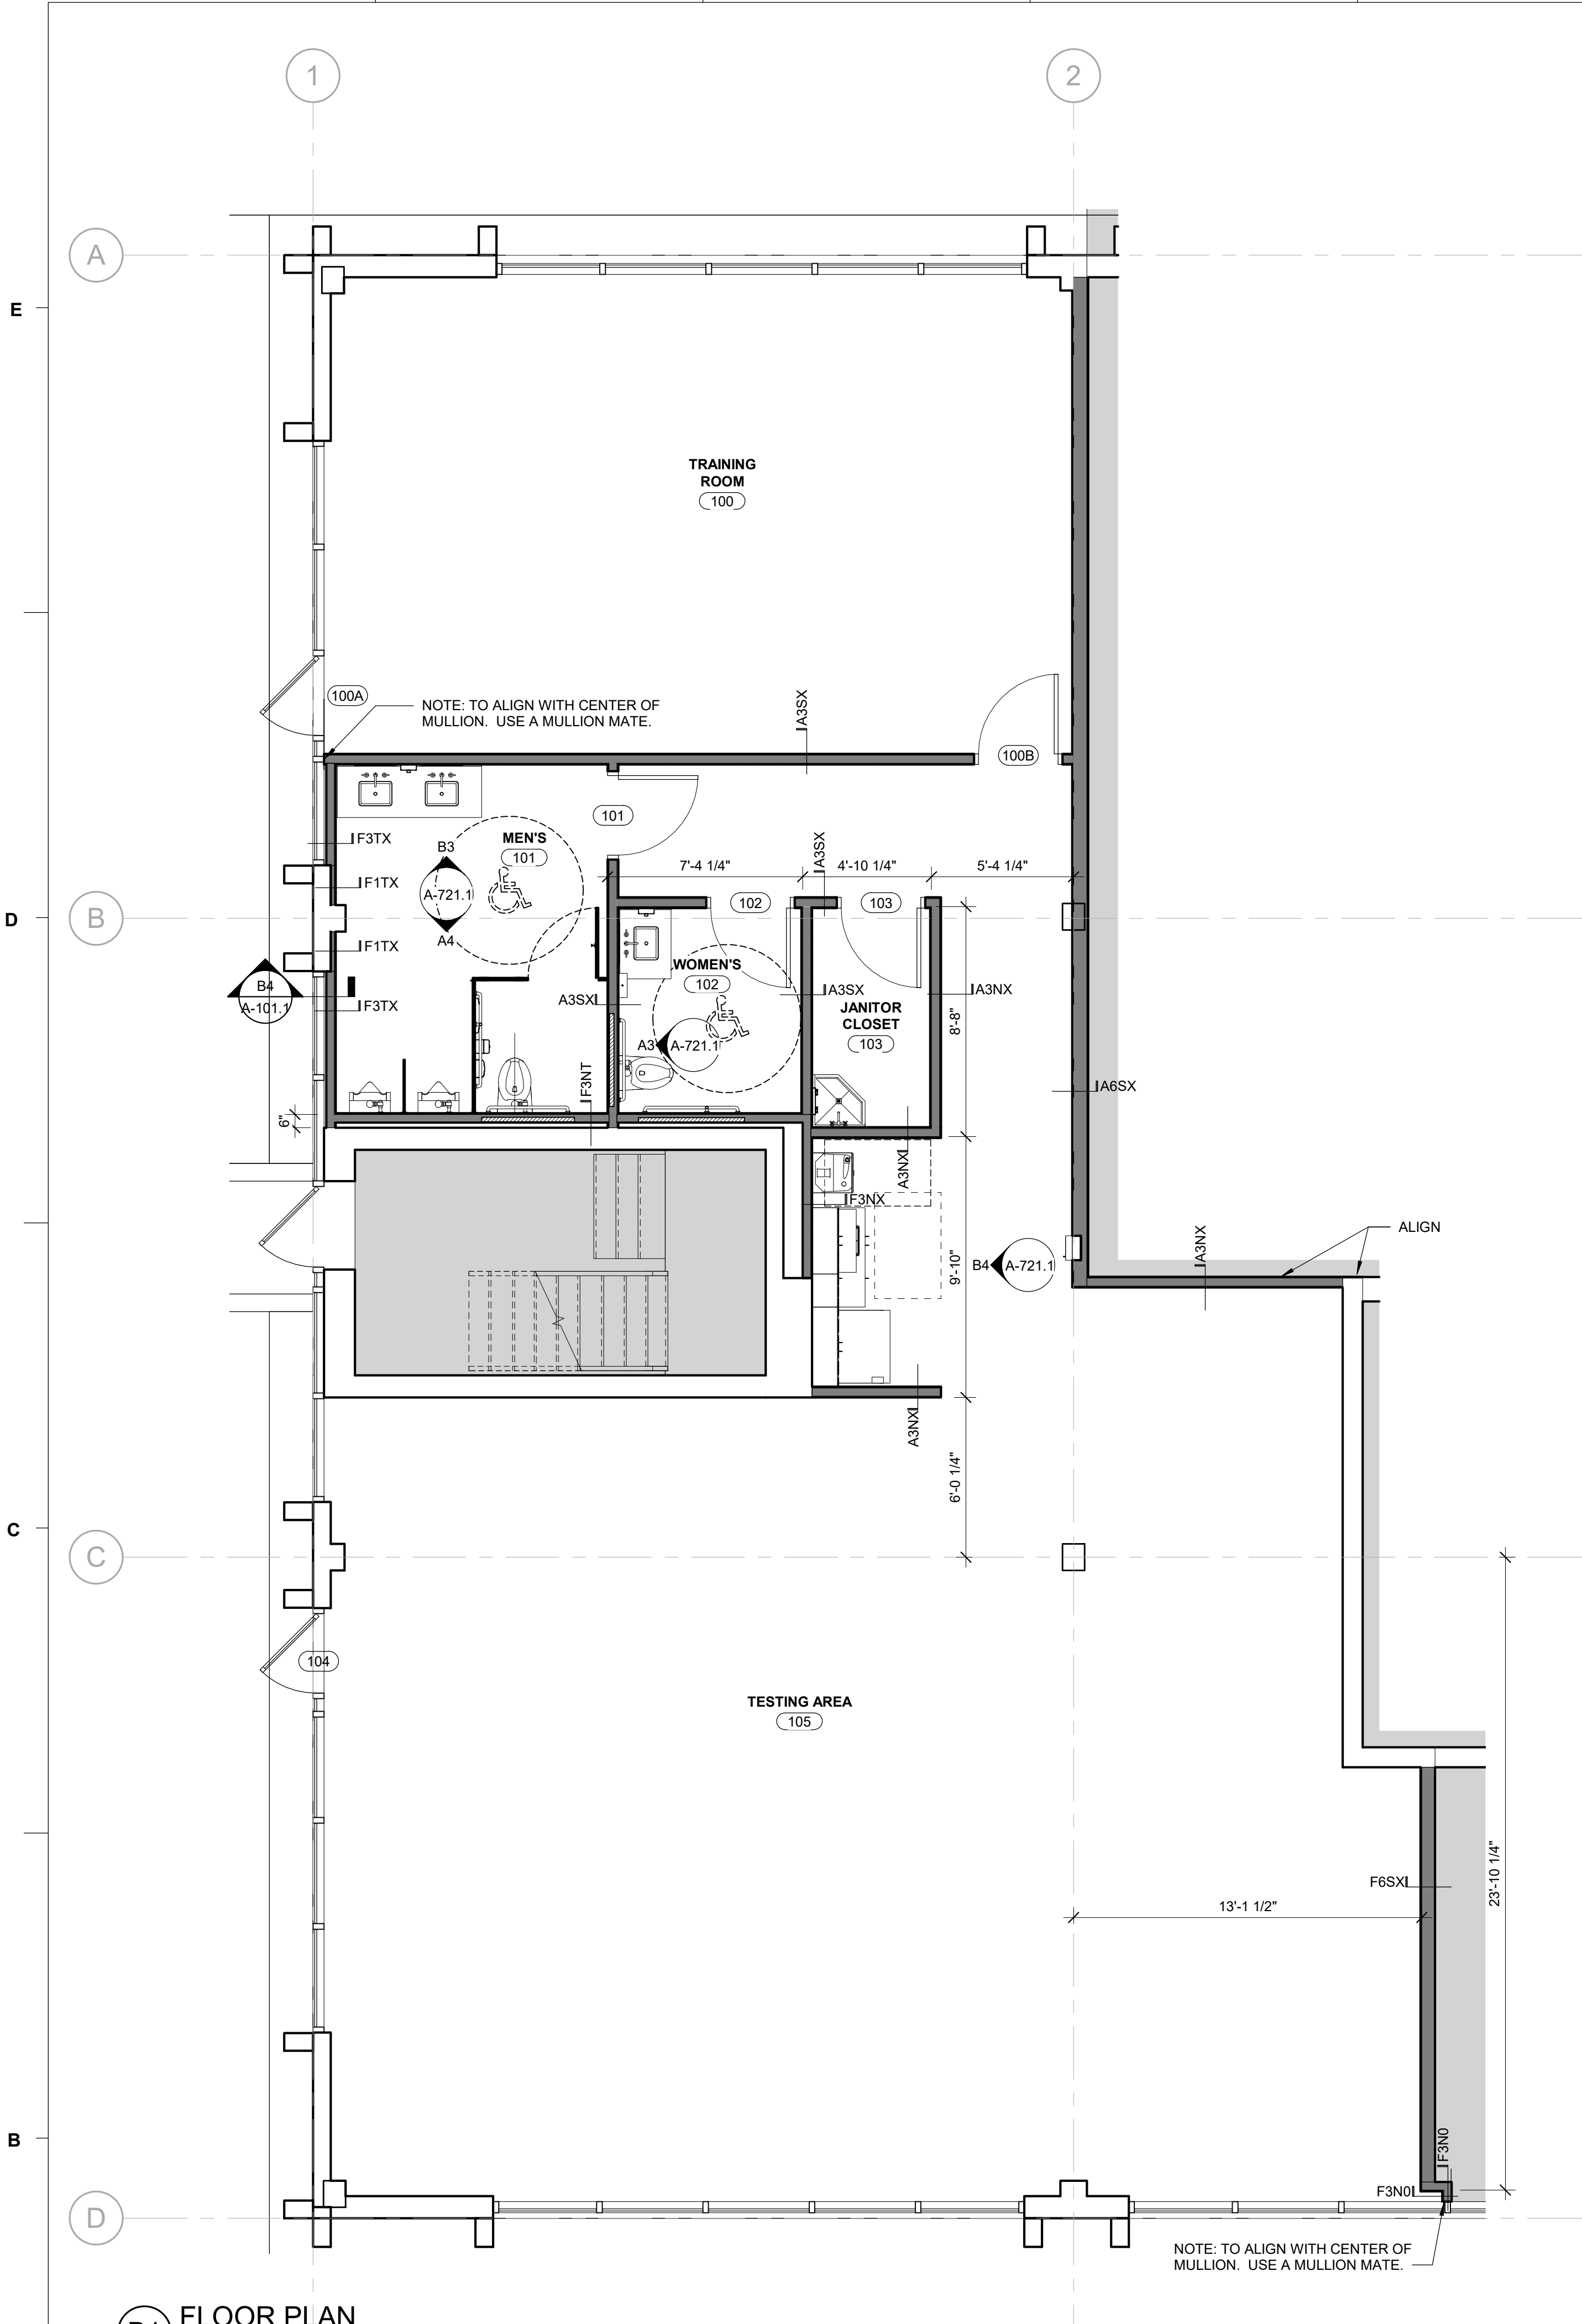 1
2
A
E
TRAINING
ROOM
100
100A
NOTE: TO ALIGN WITH CENTER OF
MULLION. USE A MULLION MATE.
A3SX
100B
101
F3TX
B3
MEN'S
101
A3SX
7'-4 1/4"
4'-10 1/4"
5'-4 1/4"
F1TX
A-721.1
102
103
D
B
A4
F1TX
WOMEN'S
102
B4
A-101.1
F3TX
A3SX
A3SX
A3NX
JANITOR
CLOSET
103
8'-8"
A3
A-721.1
F3NT
A6SX
6"
A3NX
F3NX
ALIGN
A3NX
B4
A-721.1
9'-10"
A3NX
6'-0 1/4"
C
C
104
TESTING AREA
105
23'-10 1/4"
F6SX
13'-1 1/2"
B
F3N0
F3N0
D
NOTE: TO ALIGN WITH CENTER OF
MULLION. USE A MULLION MATE.
FLOOR PLAN